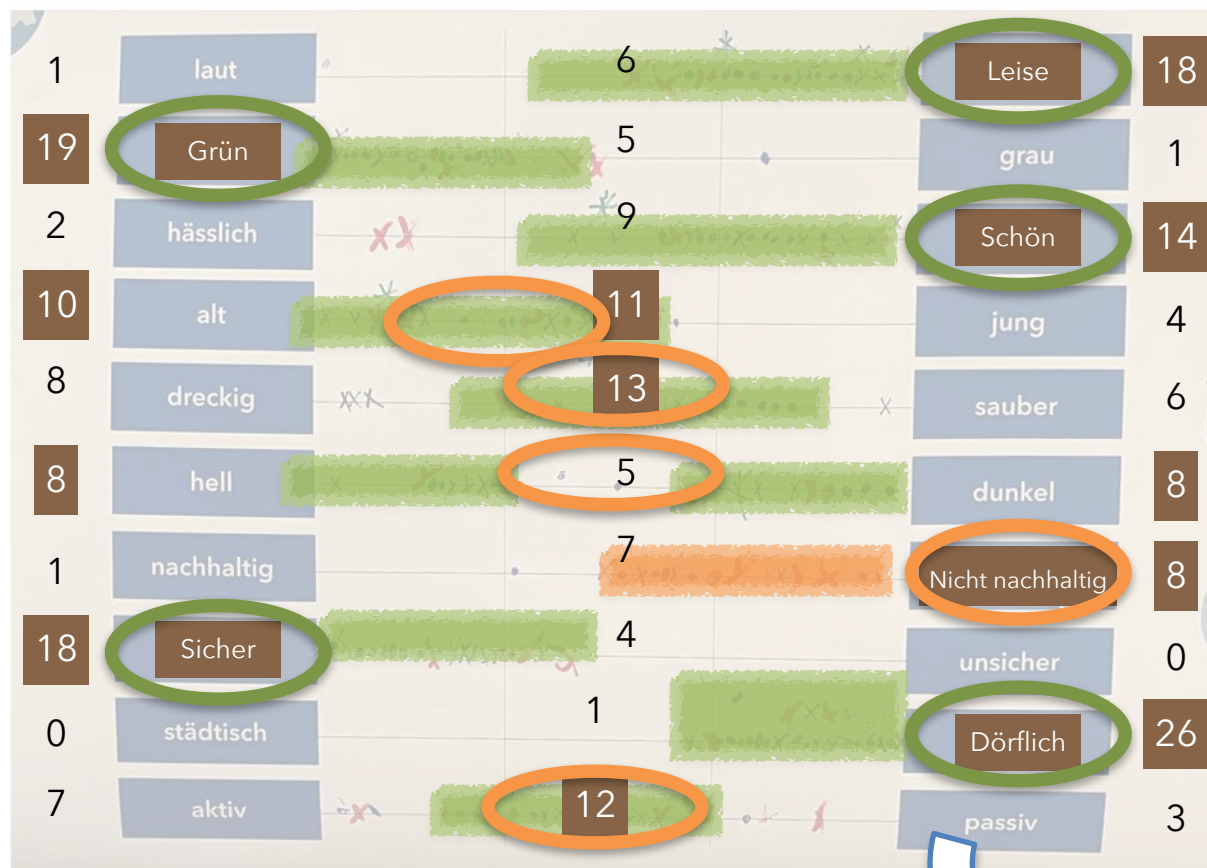 1 laut 6 Leise 18
19 Grün 5 grau 1
2 hässlich 9 Schön 14
10 alt 11 jung 4
8 dreckig 13 sauber 6
8 hell 5 dunkel 8
1 nachhaltig 7 Nicht nachhaltig 8
18 Sicher 4 unsicher 0
0 städtisch 1 Dörflich 26
7 aktiv 12 passiv 3